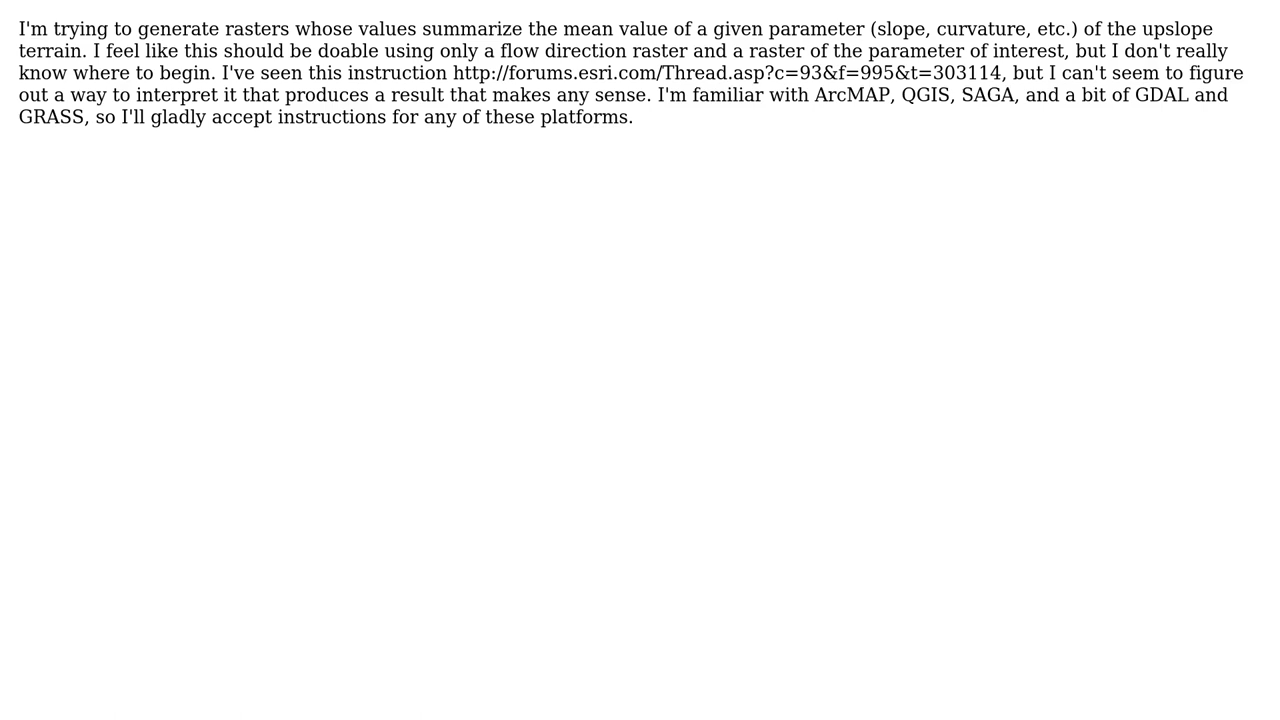 I'm trying to generate rasters whose values summarize the mean value of a given parameter (slope, curvature, etc.) of the upslope
terrain. I feel like this should be doable using only a flow direction raster and a raster of the parameter of interest, but I don't really
know where to begin. I've seen this instruction http://forums.esri.com/Thread.asp?c=93&f=995&t=303114, but I can't seem to figure
out a way to interpret it that produces a result that makes any sense. I'm familiar with ArcMAP, QGIS, SAGA, and a bit of GDAL and
GRASS, so I'll gladly accept instructions for any of these platforms.